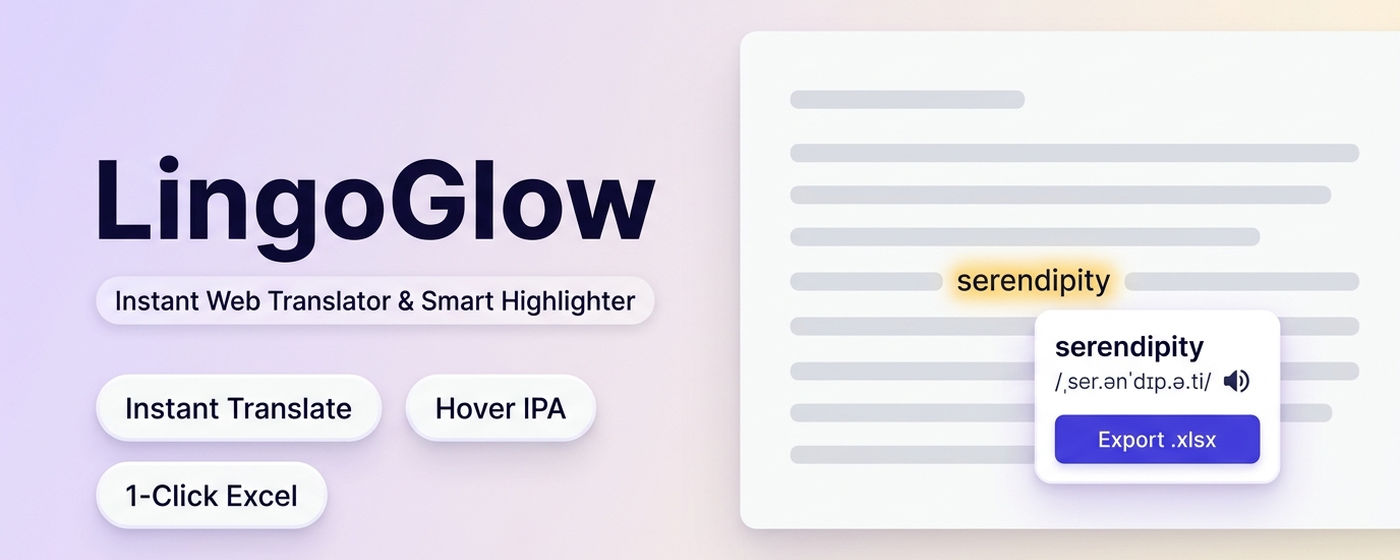 LingoGlow
Instant Web Translator & Smart Highlighter
Instant Translate
Hover IPA
1-Click Excel
serendipity
serendipity
/ˌser.ənˈdɪp.ə.ti/
Export .xlsx